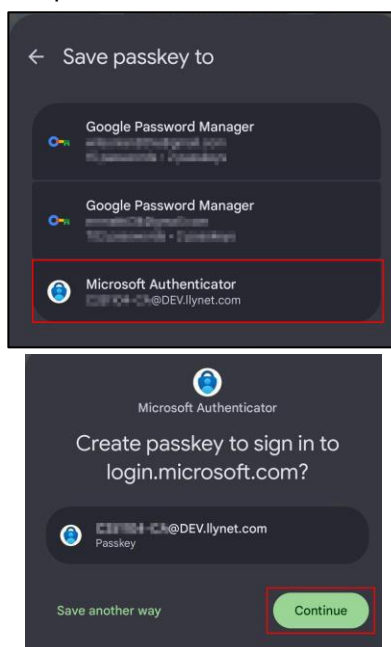 Save passkey to
Google Password Manager
Google Password Manager
Microsoft Authenticator
@DEV.llynet.com
Microsoft Authenticator
Create passkey to sign in to
login.microsoft.com?
@DEV.llynet.com
Passkey
Save another way
Continue